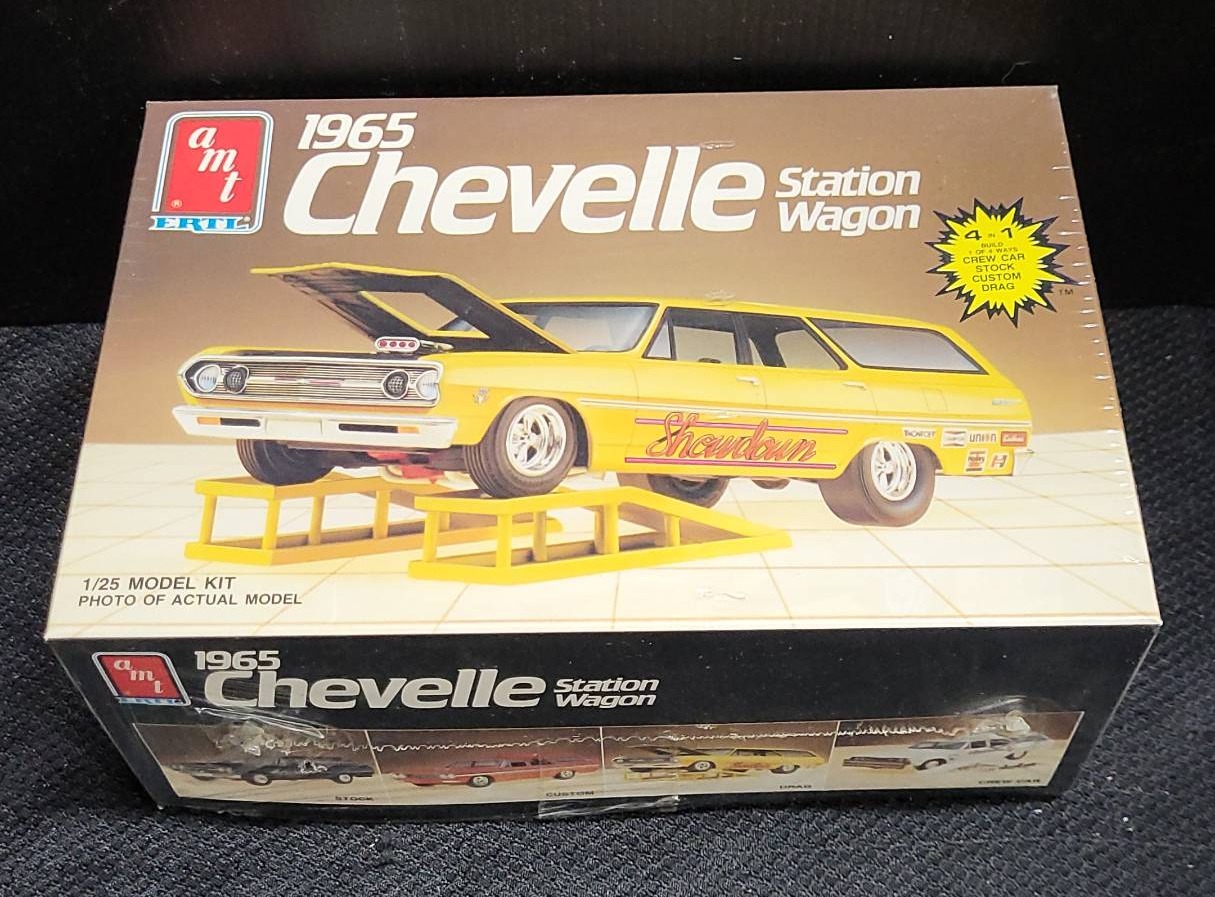 amt
®
ERTL
1965
Chevelle
Station
Wagon
4 IN 1
BUILD
1 OF 4 WAYS
CREW CAR
STOCK
CUSTOM
DRAG
TM
Showdown
UNION
1/25 MODEL KIT
PHOTO OF ACTUAL MODEL
amt
ERTL
1965
Chevelle
Station
Wagon
STOCK
CUSTOM
DRAG
CREW CAR